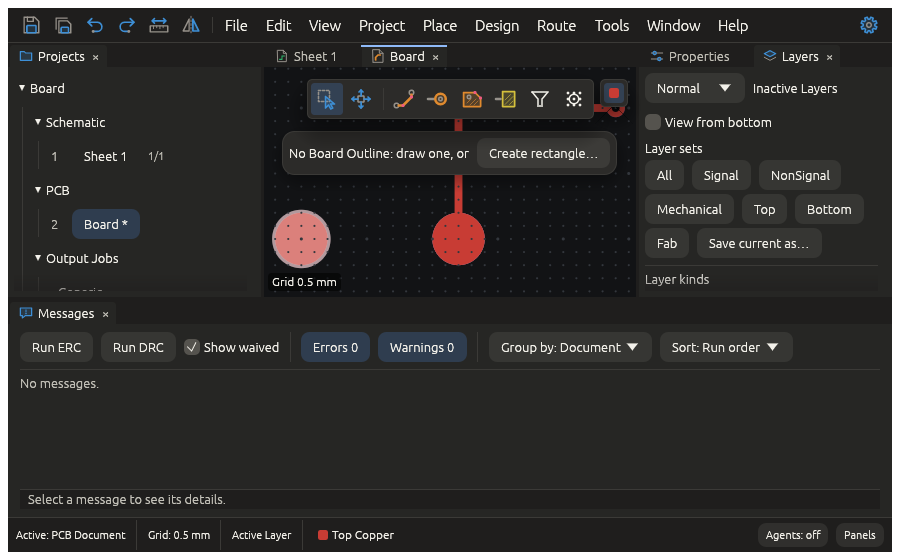 File Edit View Project Place Design Route Tools Window Help
Projects × Sheet 1 Board × Properties Layers ×
Board
Schematic
1 Sheet 1 1/1
PCB
2 Board *
Output Jobs
No Board Outline: draw one, or Create rectangle…
Grid 0.5 mm
Normal Inactive Layers
View from bottom
Layer sets
All Signal NonSignal
Mechanical Top Bottom
Fab Save current as…
Layer kinds
Messages ×
Run ERC Run DRC Show waived Errors 0 Warnings 0 Group by: Document Sort: Run order
No messages.
Select a message to see its details.
Active: PCB Document Grid: 0.5 mm Active Layer Top Copper Agents: off Panels